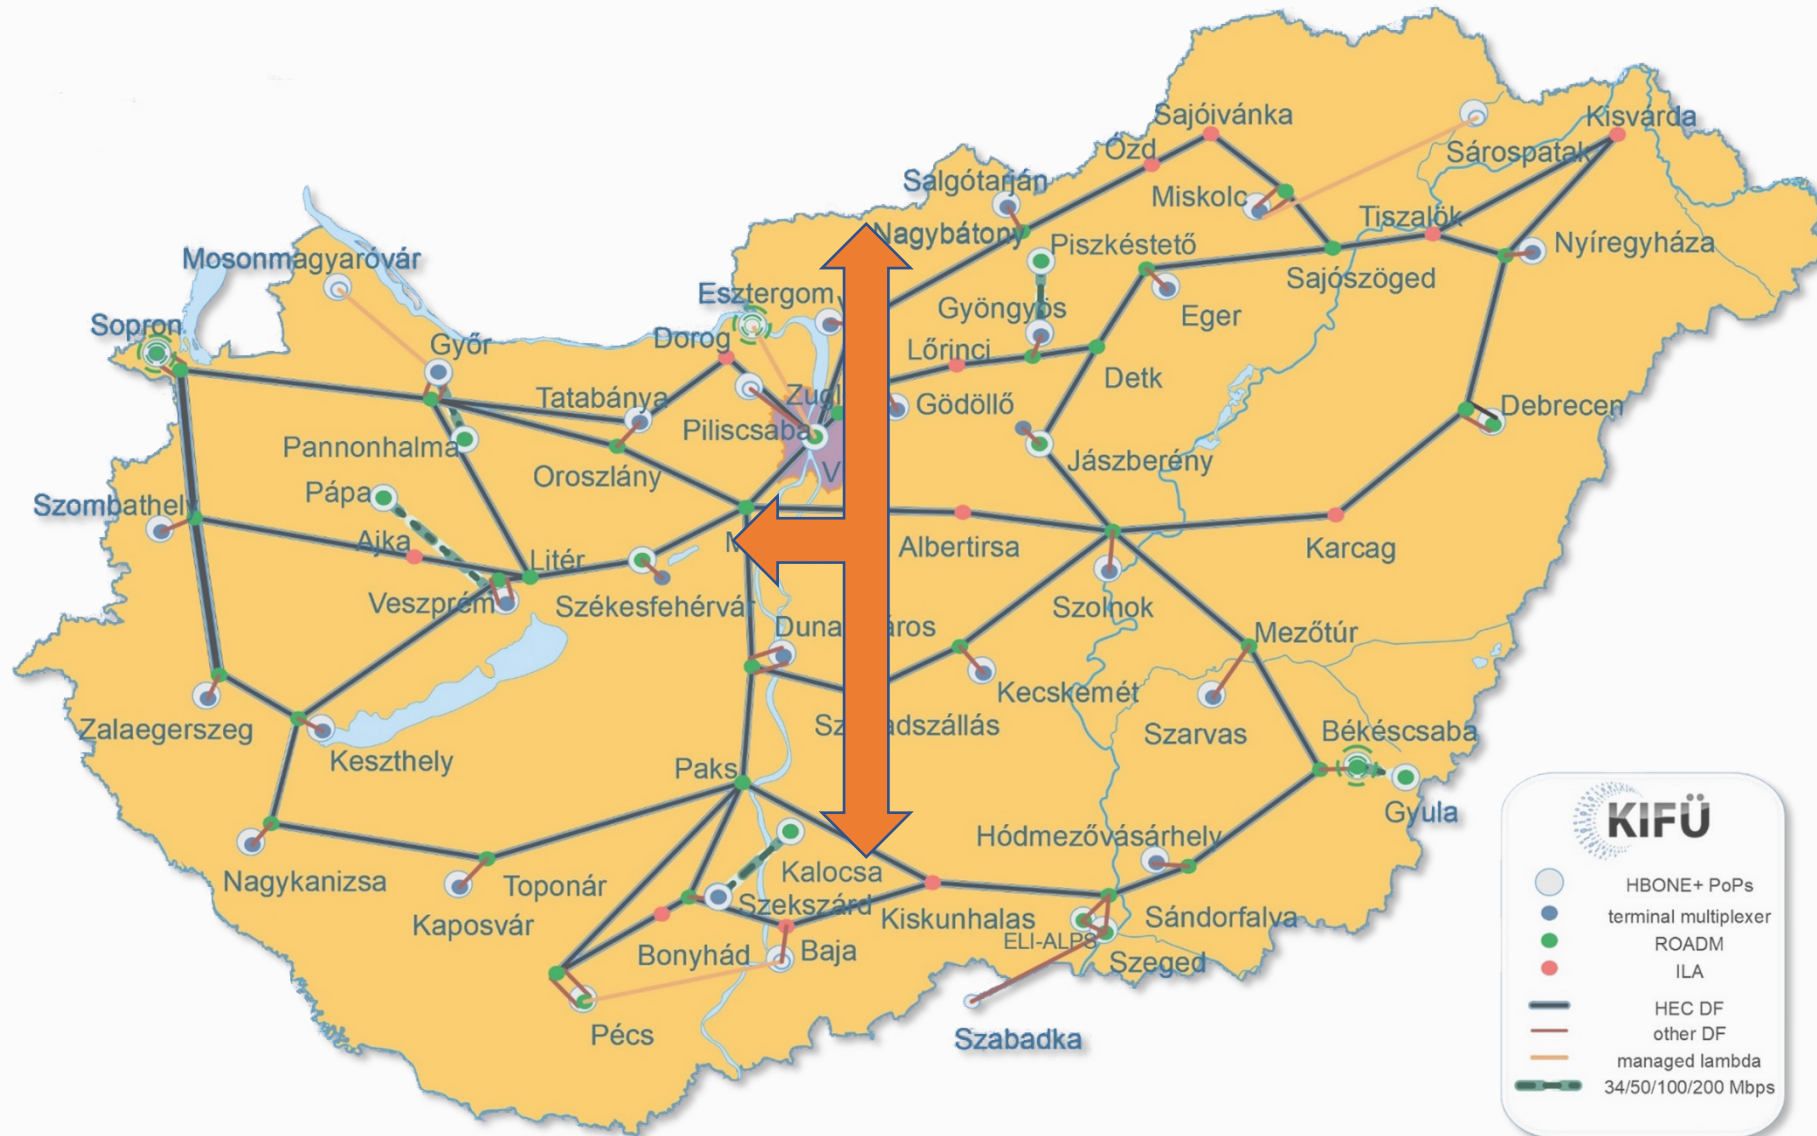 Sajóivánka
Kisvárda
Ózd
Sárospatak
Salgótarján
Miskolc
Tiszalök
Nagybátony
Piszkéstető
Nyíregyháza
Mosonmagyaróvár
Sajószöged
Esztergom
Gyöngyös
Eger
Sopron
Dorog
Győr
Lőrinci
Detk
Tatabánya
Gödöllő
Debrecen
Piliscsaba
Pannonhalma
Jászberény
Oroszlány
Pápa
Szombathely
Ajka
Litér
Albertirsa
Karcag
Veszprém
Székesfehérvár
Szolnok
Mezőtúr
Kecskemét
Zalaegerszeg
Szarvas
Békéscsaba
Keszthely
Paks
Gyula
Hódmezővásárhely
Nagykanizsa
Toponár
Kalocsa
Kaposvár
Szekszárd
Kiskunhalas
Sándorfalva
ELI-ALPS
Bonyhád
Baja
Szeged
Pécs
Szabadka
KIFÜ
HBONE+ PoPs
terminal multiplexer
ROADM
ILA
HEC DF
other DF
managed lambda
34/50/100/200 Mbps